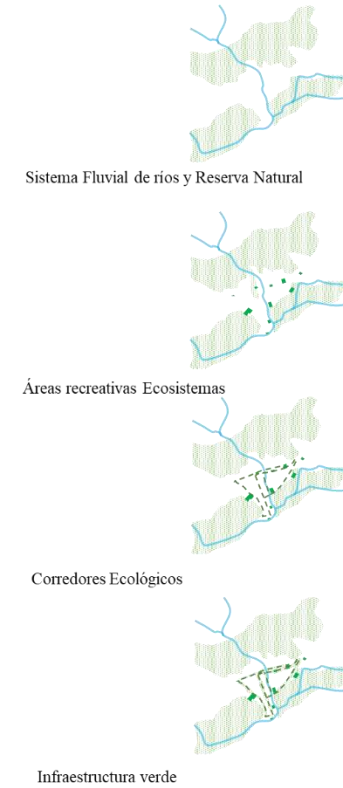 Sistema Fluvial de ríos y Reserva Natural
Áreas recreativas Ecosistemas
Corredores Ecológicos
Infraestructura verde